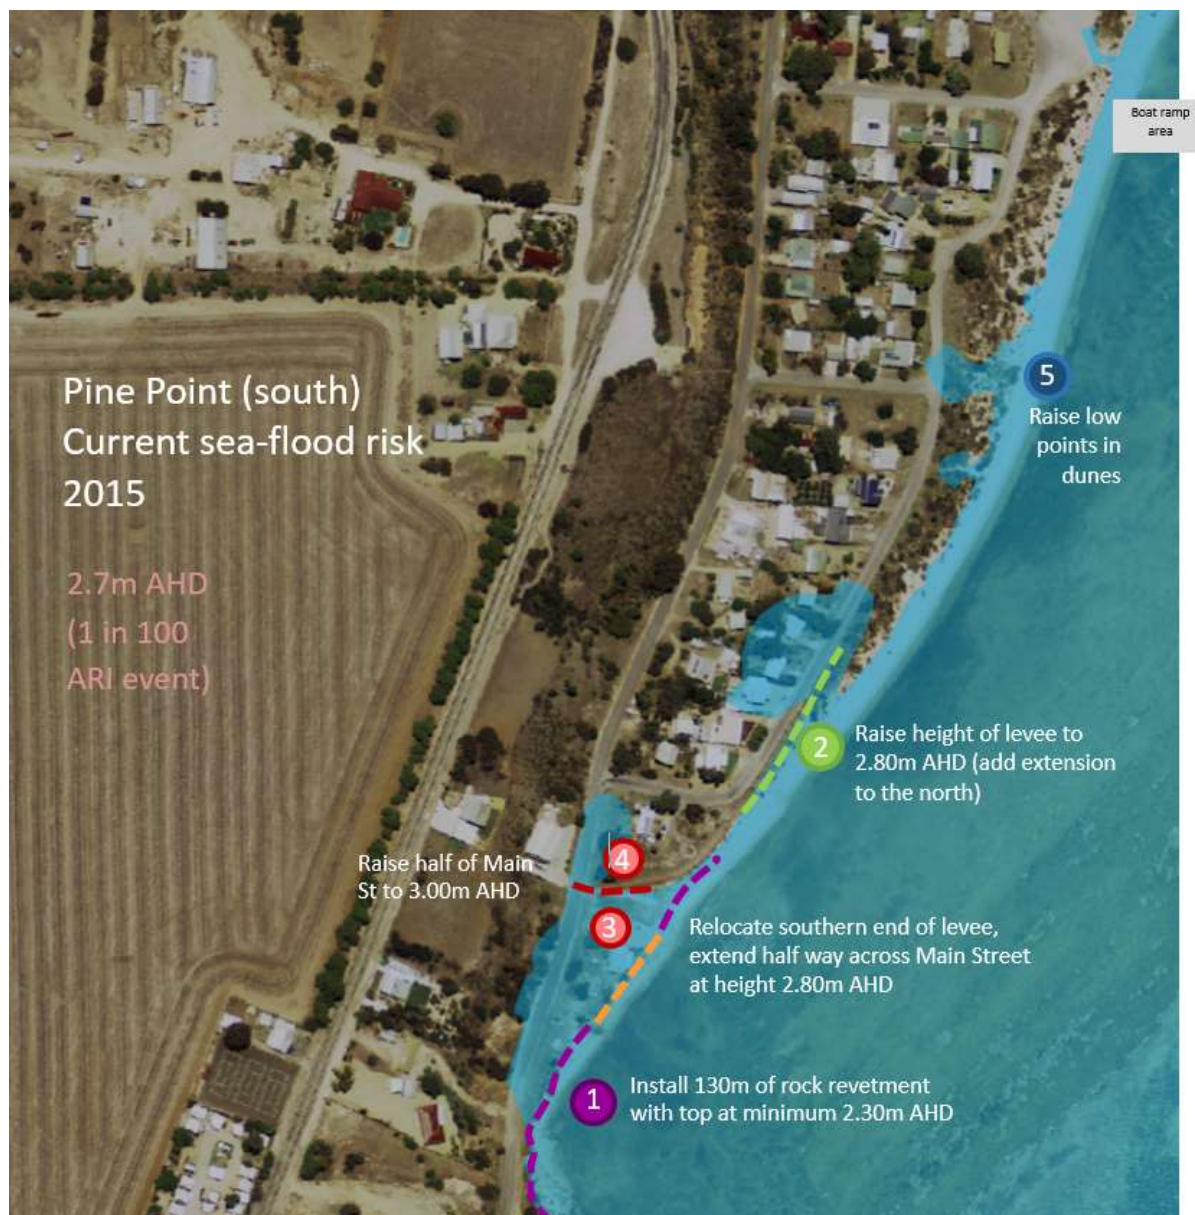 Boat ramp
area
5
Raise low
points in
dunes
Pine Point (south)
Current sea-flood risk
2015
2.7m AHD
(1 in 100
ARI event)
2
Raise height of levee to
2.80m AHD (add extension
to the north)
4
Raise half of Main
St to 3.00m AHD
3
Relocate southern end of levee,
extend half way across Main Street
at height 2.80m AHD
1
Install 130m of rock revetment
with top at minimum 2.30m AHD